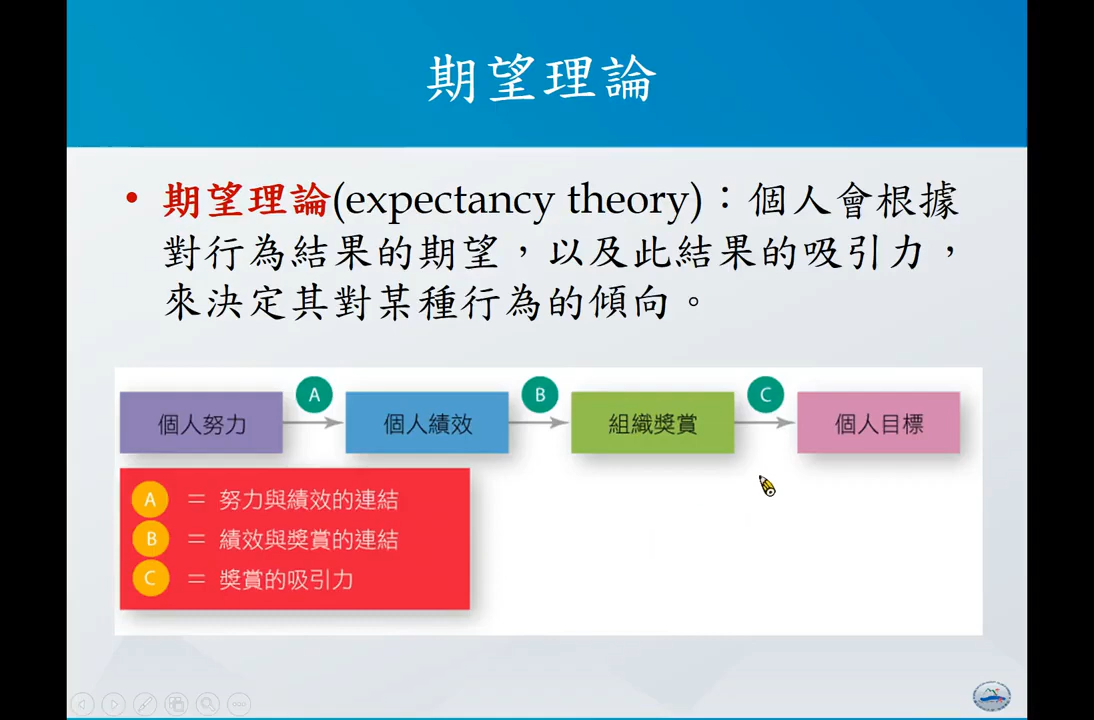 期望理論
• 期望理論(expectancy theory)：個人會根據
對行為結果的期望，以及此結果的吸引力，
來決定其對某種行為的傾向。
A B C
個人努力 個人績效 組織獎賞 個人目標
A = 努力與績效的連結
B = 績效與獎賞的連結
C = 獎賞的吸引力